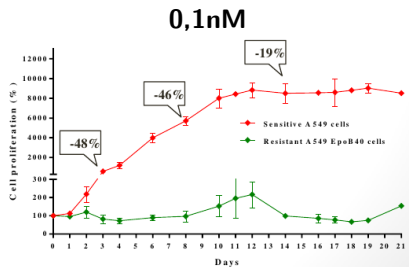 0,1nM
-19%
-46%
-48%
Cell proliferation (%)
12000
10000
8000
6000
4000
2000
300
200
100
0
Sensitive A549 cells
Resistant A549 EpoB40 cells
0 1 2 3 4 5 6 7 8 9 10 11 12 13 14 15 16 17 18 19 20 21
Days